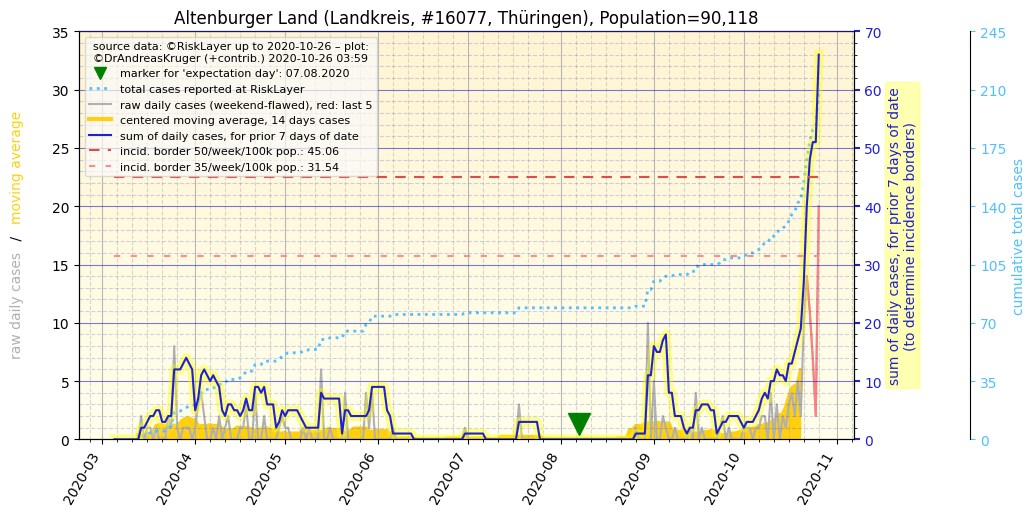 Altenburger Land (Landkreis, #16077, Thüringen), Population=90,118
source data: ©RiskLayer up to 2020-10-26 – plot:
©DrAndreasKruger (+contrib.) 2020-10-26 03:59
marker for 'expectation day': 07.08.2020
total cases reported at RiskLayer
raw daily cases (weekend-flawed), red: last 5
centered moving average, 14 days cases
sum of daily cases, for prior 7 days of date
incid. border 50/week/100k pop.: 45.06
incid. border 35/week/100k pop.: 31.54
raw daily cases / moving average
35
30
25
20
15
10
5
0
2020-03
2020-04
2020-05
2020-06
2020-07
2020-08
2020-09
2020-10
2020-11
70
60
50
40
30
20
10
0
sum of daily cases, for prior 7 days of date
(to determine incidence borders)
245
210
175
140
105
70
35
0
cumulative total cases